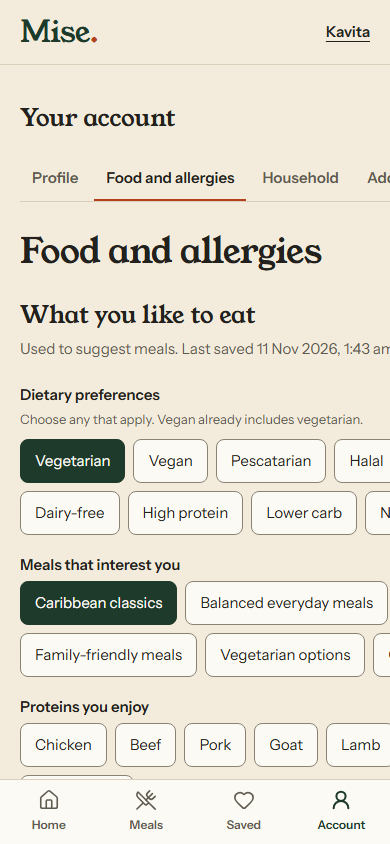 Mise.
Kavita
Your account
Profile Food and allergies Household
Food and allergies
What you like to eat
Used to suggest meals. Last saved 11 Nov 2026, 1:43 am
Dietary preferences
Choose any that apply. Vegan already includes vegetarian.
Vegetarian Vegan Pescatarian Halal
Dairy-free High protein Lower carb
Meals that interest you
Caribbean classics Balanced everyday meals
Family-friendly meals Vegetarian options
Proteins you enjoy
Chicken Beef Pork Goat Lamb
Home Meals Saved Account